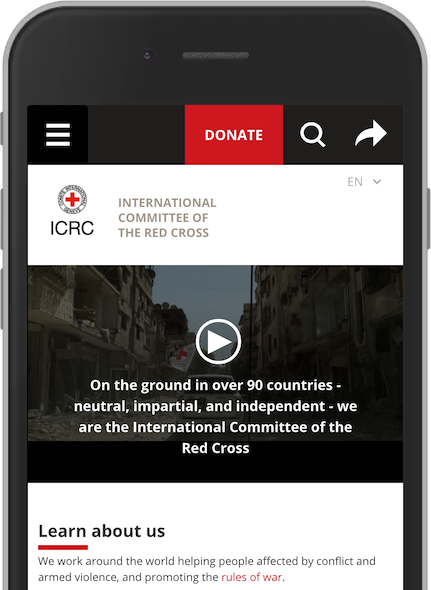 DONATE
EN
ICRC
INTERNATIONAL
COMMITTEE OF
THE RED CROSS
On the ground in over 90 countries -
neutral, impartial, and independent - we
are the International Committee of the
Red Cross
Learn about us
We work around the world helping people affected by conflict and
armed violence, and promoting the rules of war.